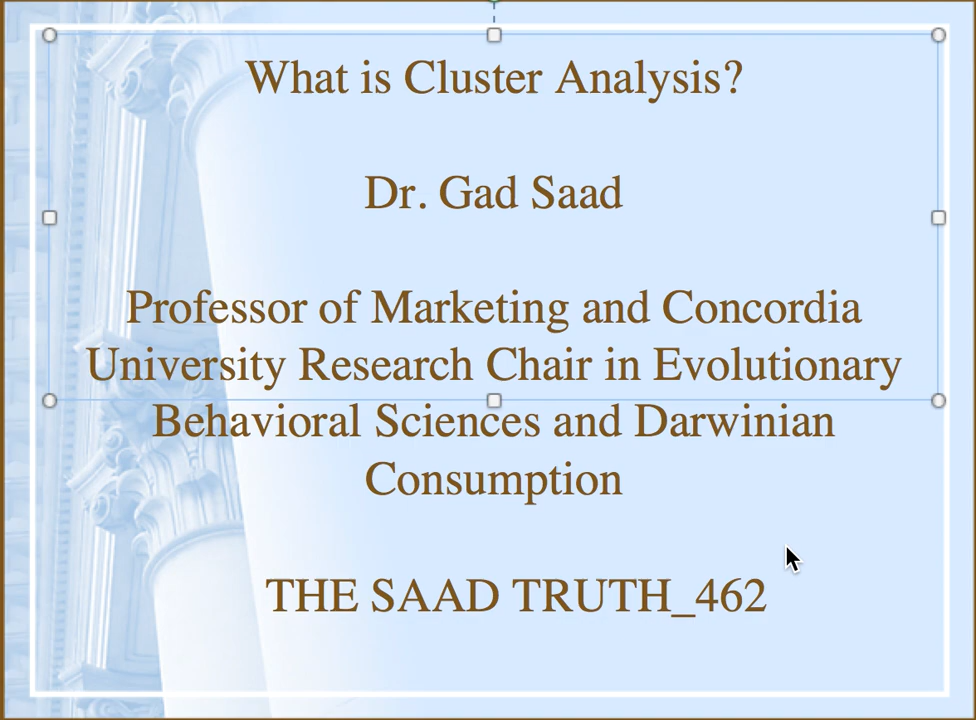 What is Cluster Analysis?
Dr. Gad Saad
Professor of Marketing and Concordia
University Research Chair in Evolutionary
Behavioral Sciences and Darwinian
Consumption
THE SAAD TRUTH_462